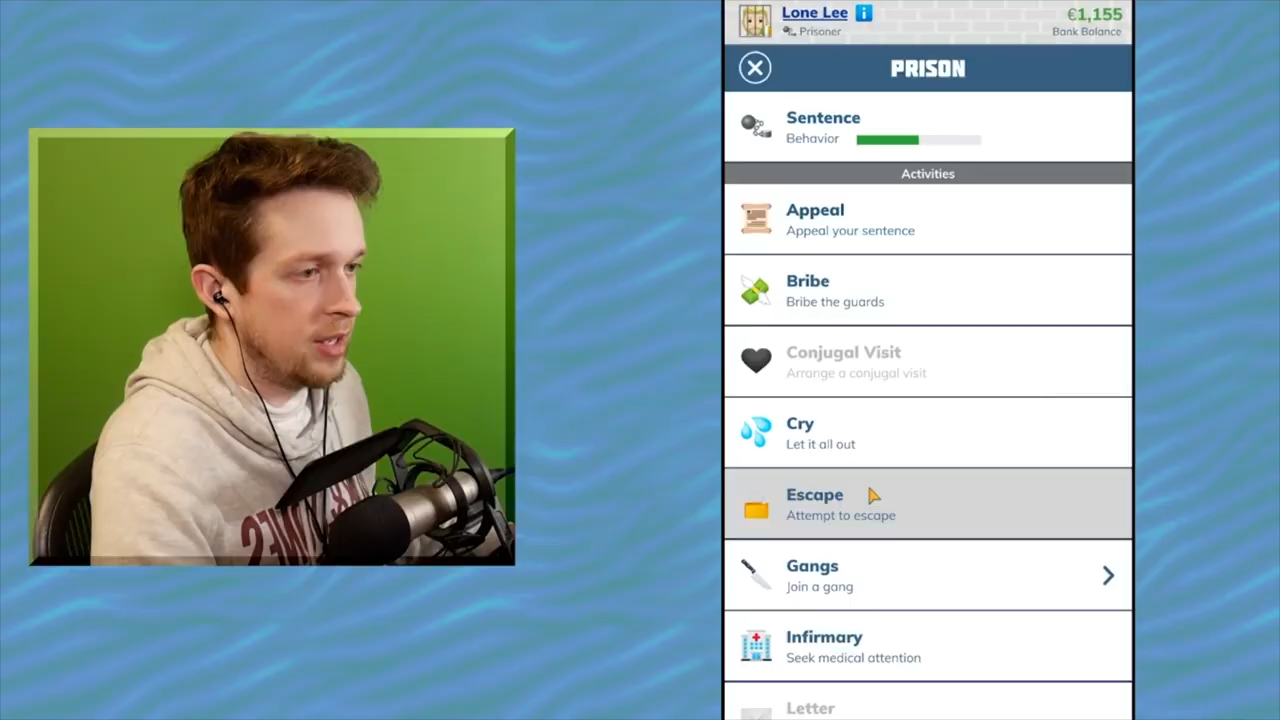 Lone Lee
Prisoner
€1,155
Bank Balance
PRISON
Sentence
Behavior
Activities
Appeal
Appeal your sentence
Bribe
Bribe the guards
Conjugal Visit
Arrange a conjugal visit
Cry
Let it all out
Escape
Attempt to escape
Gangs
Join a gang
Infirmary
Seek medical attention
Letter